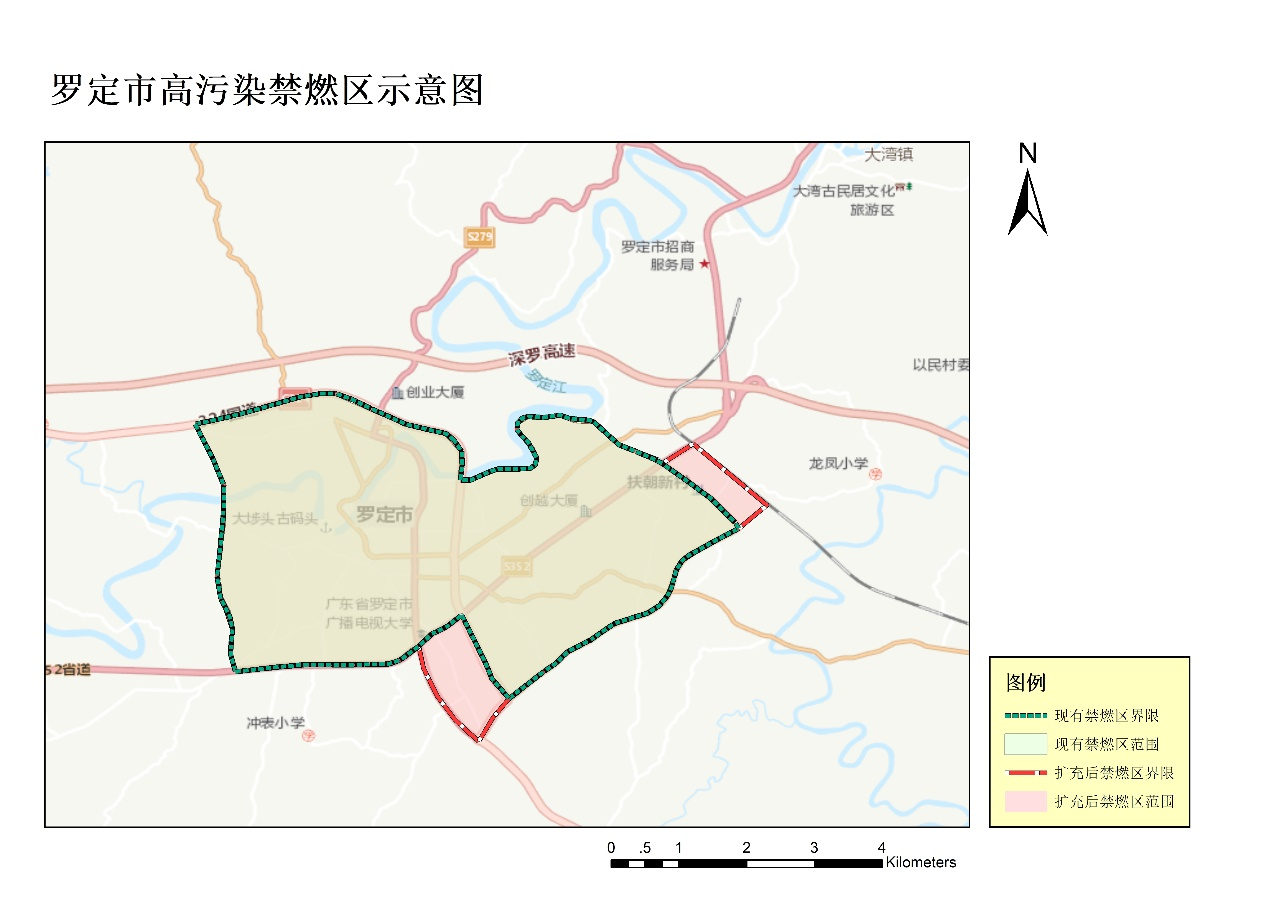 罗定市高污染禁燃区示意图
N
大湾镇
大湾古民居文化
旅游区
S279
罗定市招商
服务局
深罗高速
以民村委
罗定江
创业大厦
324国道
龙凤小学
扶朝新村
创越大厦
罗定市
大埗头古码头
S352
广东省罗定市
广播电视大学
52省道
冲表小学
图例
现有禁燃区界限
现有禁燃区范围
扩充后禁燃区界限
扩充后禁燃区范围
0 .5 1 2 3 4
Kilometers